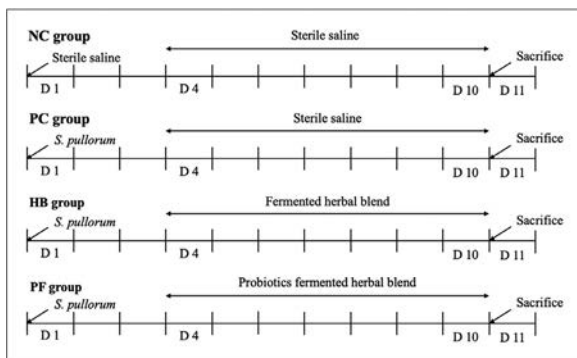 NC group
Sterile saline
Sterile saline
Sacrifice
D 1 D 4 D 10 D 11
PC group
Sterile saline
S. pullorum
Sacrifice
D 1 D 4 D 10 D 11
HB group
Fermented herbal blend
S. pullorum
Sacrifice
D 1 D 4 D 10 D 11
PF group
Probiotics fermented herbal blend
S. pullorum
Sacrifice
D 1 D 4 D 10 D 11